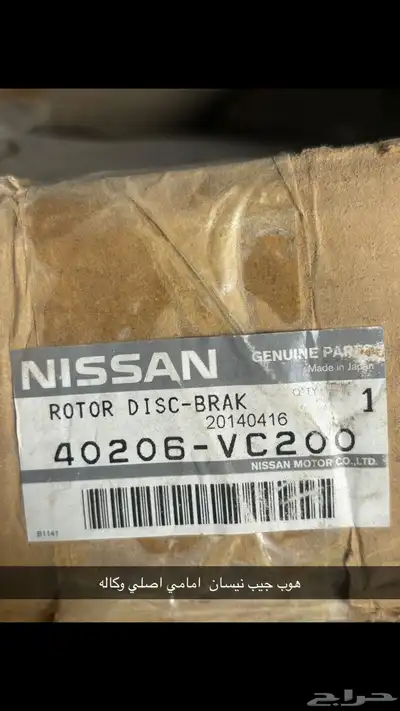 NISSAN
GENUINE PARTS
Made in Japan
Q'TY
ROTOR DISC-BRAK
1
20140416
40206-VC200
NISSAN MOTOR CO., LTD.
B1141
هوب جيب نيسان امامي اصلي وكاله
حراج